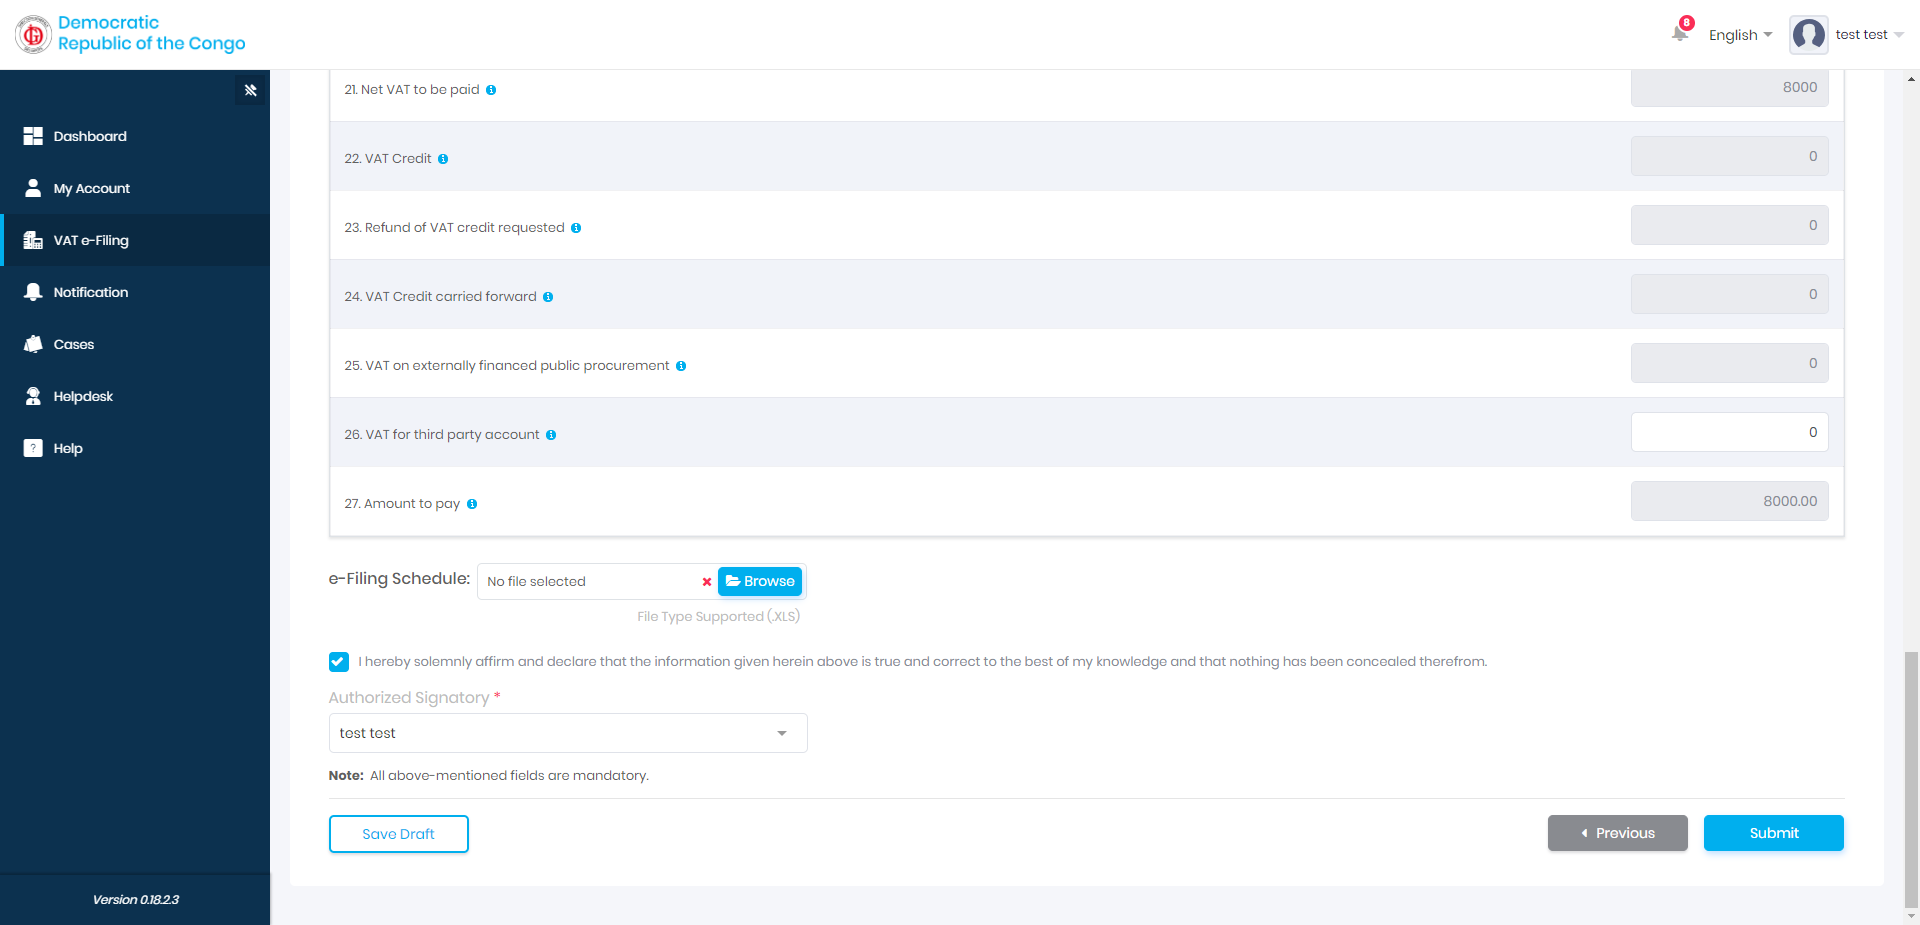 Democratic
Republic of the Congo
8
English
test test
Dashboard
My Account
VAT e-Filing
Notification
Cases
Helpdesk
Help
Version 0.18.2.3
21. Net VAT to be paid
8000
22. VAT Credit
0
23. Refund of VAT credit requested
0
24. VAT Credit carried forward
0
25. VAT on externally financed public procurement
0
26. VAT for third party account
0
27. Amount to pay
8000.00
e-Filing Schedule: No file selected Browse
File Type Supported (.XLS)
I hereby solemnly affirm and declare that the information given herein above is true and correct to the best of my knowledge and that nothing has been concealed therefrom.
Authorized Signatory *
test test
Note: All above-mentioned fields are mandatory.
Save Draft
Previous
Submit